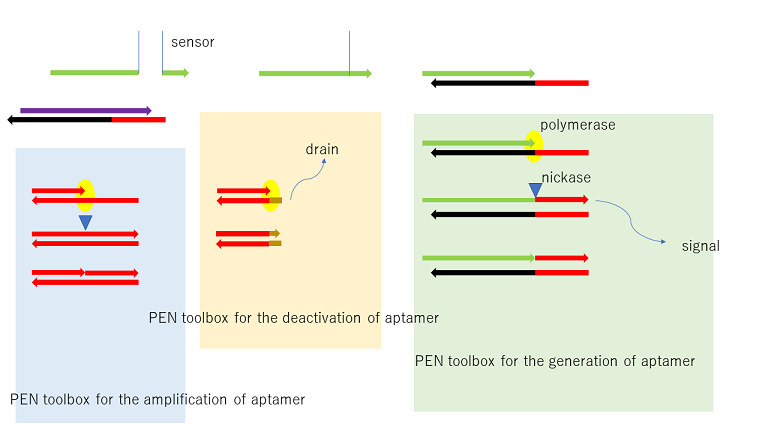 sensor
polymerase
drain
nickase
signal
PEN toolbox for the deactivation of aptamer
PEN toolbox for the generation of aptamer
PEN toolbox for the amplification of aptamer